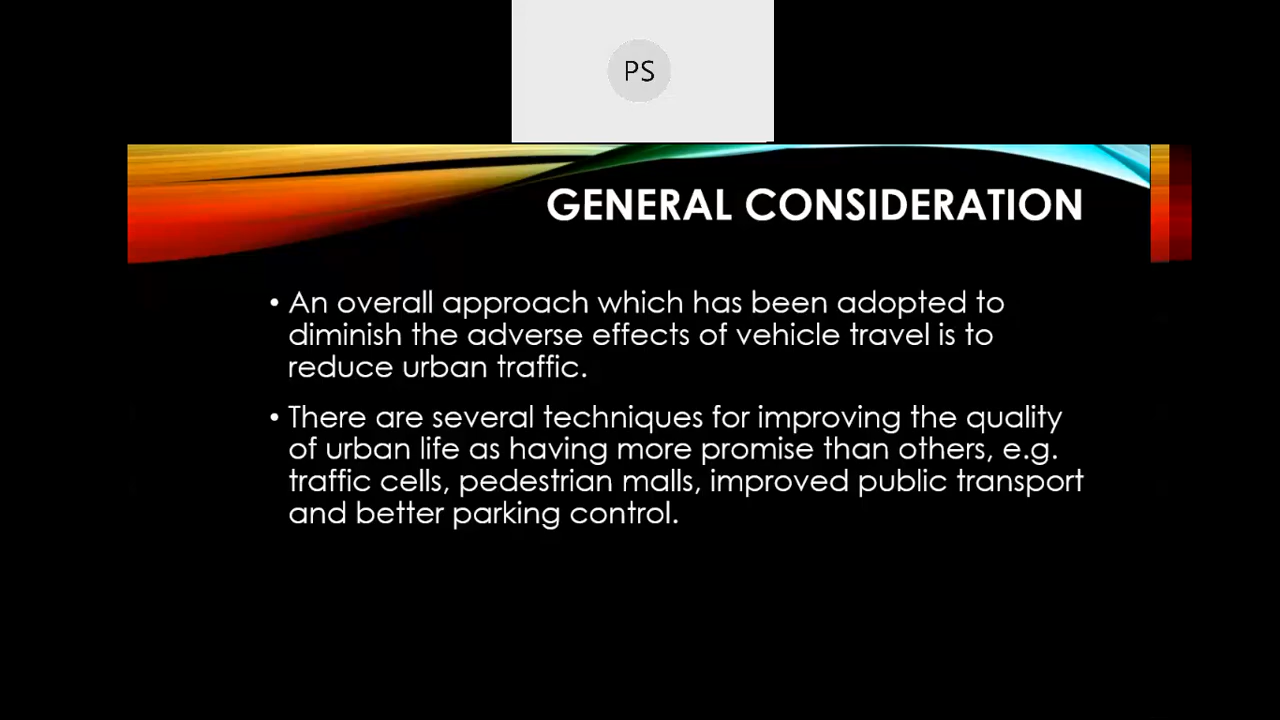 PS
GENERAL CONSIDERATION
• An overall approach which has been adopted to
diminish the adverse effects of vehicle travel is to
reduce urban traffic.
• There are several techniques for improving the quality
of urban life as having more promise than others, e.g.
traffic cells, pedestrian malls, improved public transport
and better parking control.